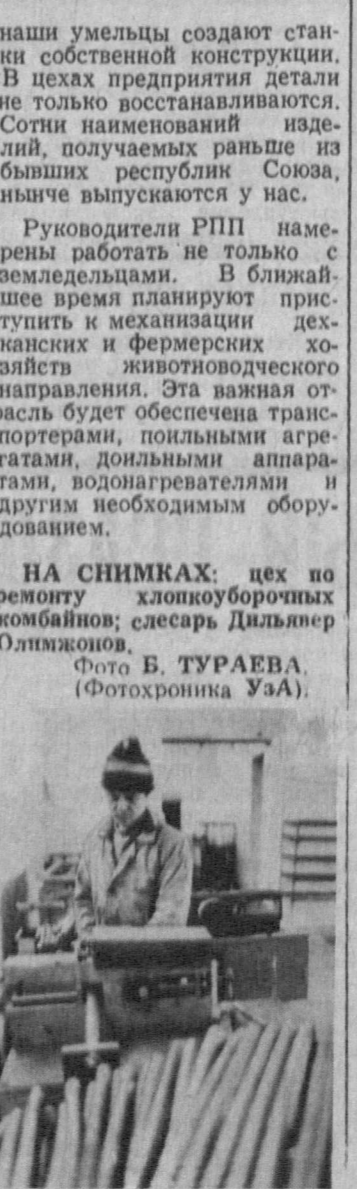 наши умельцы создают стан-
ки собственной конструкции.
В цехах предприятия детали
не только восстанавливаются.
Сотни наименований изде-
лий, получаемых раньше из
бывших республик Союза,
нынче выпускаются у нас.
Руководители РПП наме-
рены работать не только с
земледельцами. В ближай-
шее время планируют прис-
тупить к механизации дех-
канских и фермерских хо-
зяйств животноводческого
направления. Эта важная от-
расль будет обеспечена транс-
портерами, поильными агре-
гатами, доильными аппара-
тами, водонагревателями и
другим необходимым обору-
дованием.
НА СНИМКАХ: цех по
ремонту хлопкоуборочных
комбайнов; слесарь Дильявер
Олимжонов.
Фото Б. ТУРАЕВА.
(Фотохроника УзА).